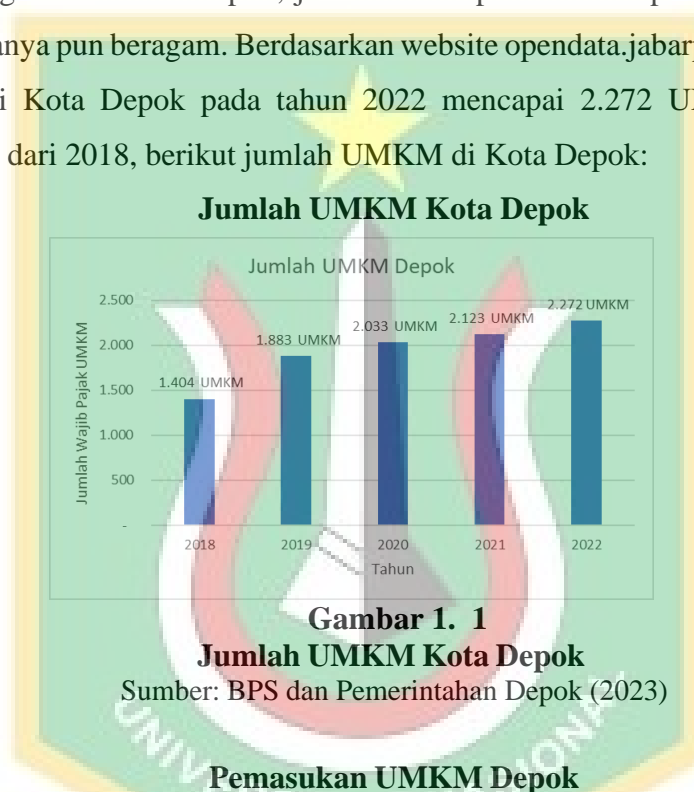 anya pun beragam. Berdasarkan website opendata.jabarp
i Kota Depok pada tahun 2022 mencapai 2.272 U
dari 2018, berikut jumlah UMKM di Kota Depok:
Jumlah UMKM Kota Depok
Jumlah UMKM Depok
Jumlah Wajib Pajak UMKM
2.500
2.000
1.500
1.000
500
-
1.404 UMKM
1.883 UMKM
2.033 UMKM
2.123 UMKM
2.272 UMKM
2018 2019 2020 2021 2022
Tahun
Gambar 1. 1
Jumlah UMKM Kota Depok
Sumber: BPS dan Pemerintahan Depok (2023)
Pemasukan UMKM Depok